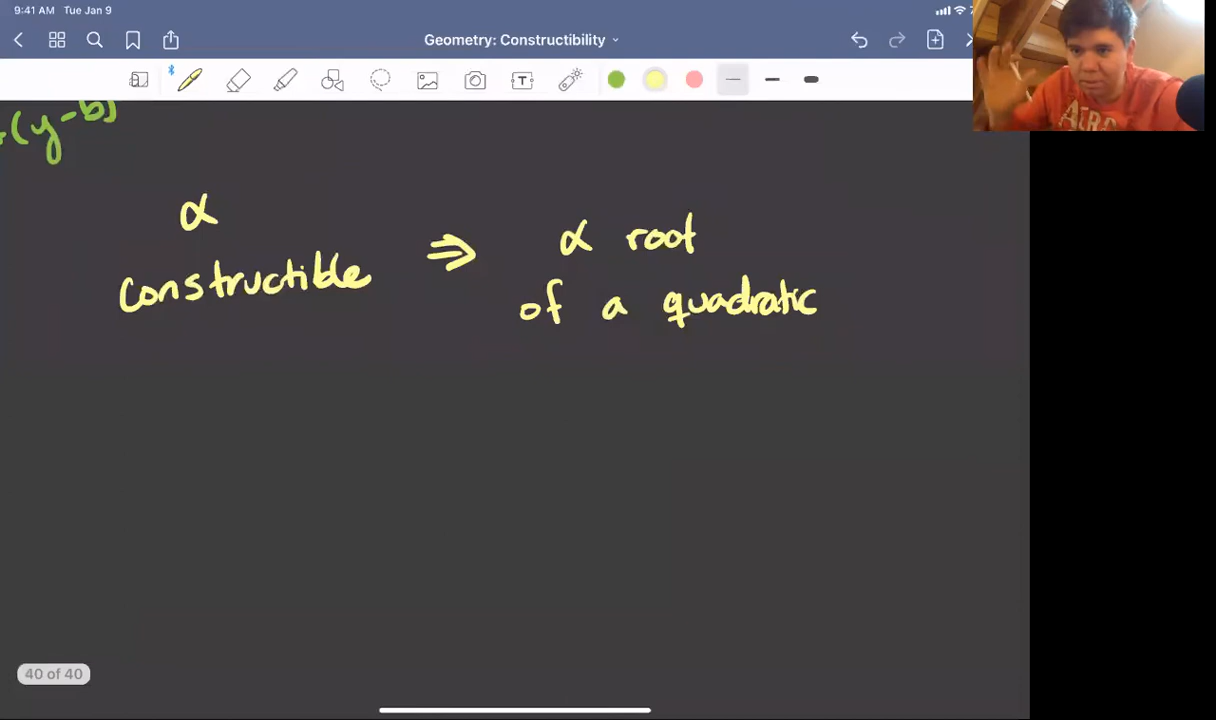 9:41 AM Tue Jan 9
Geometry: Constructibility
(y-b)
α
constructible ⇒ α root
of a quadratic
40 of 40